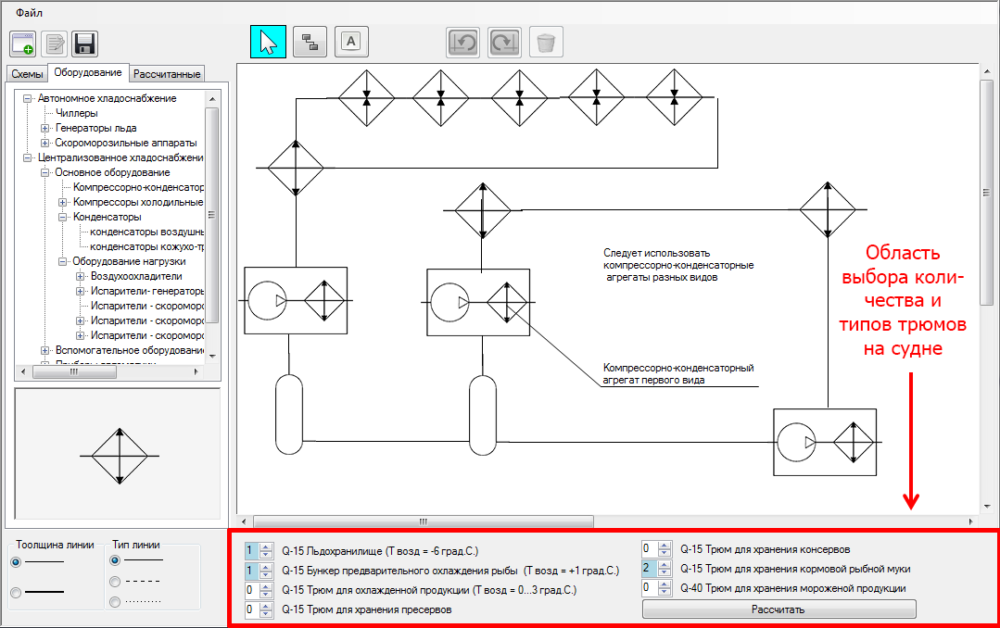 Файл
A
Схемы Оборудование Рассчитанные
Автономное хладоснабжение
Чиллеры
Генераторы льда
Скороморозильные аппараты
Централизованное хладоснабжени
Основное оборудование
Компрессорно-конденсатор
Компрессоры холодильные
Конденсаторы
конденсаторы воздушнь
конденсаторы кожухо-тр
Оборудование нагрузки
Воздухоохладители
Испарители- генераторы
Испарители - скороморо
Испарители - скороморо
Испарители - скороморо
Вспомогательное оборудовани
Следует использовать
компрессорно-конденсаторные
агрегаты разных видов
Компрессорно-конденсаторный
агрегат первого вида
Область
выбора коли-
чества и
типов трюмов
на судне
Тоолщина линии
Тип линии
1 Q-15 Льдохранилище (Т возд = -6 град.С.)
1 Q-15 Бункер предварительного охлаждения рыбы (Т возд = +1 град.С.)
0 Q-15 Трюм для охлажденной продукции (Т возд = 0...3 град.С.)
0 Q-15 Трюм для хранения пресервов
0 Q-15 Трюм для хранения консервов
2 Q-15 Трюм для хранения кормовой рыбной муки
0 Q-40 Трюм для хранения мороженой продукции
Рассчитать